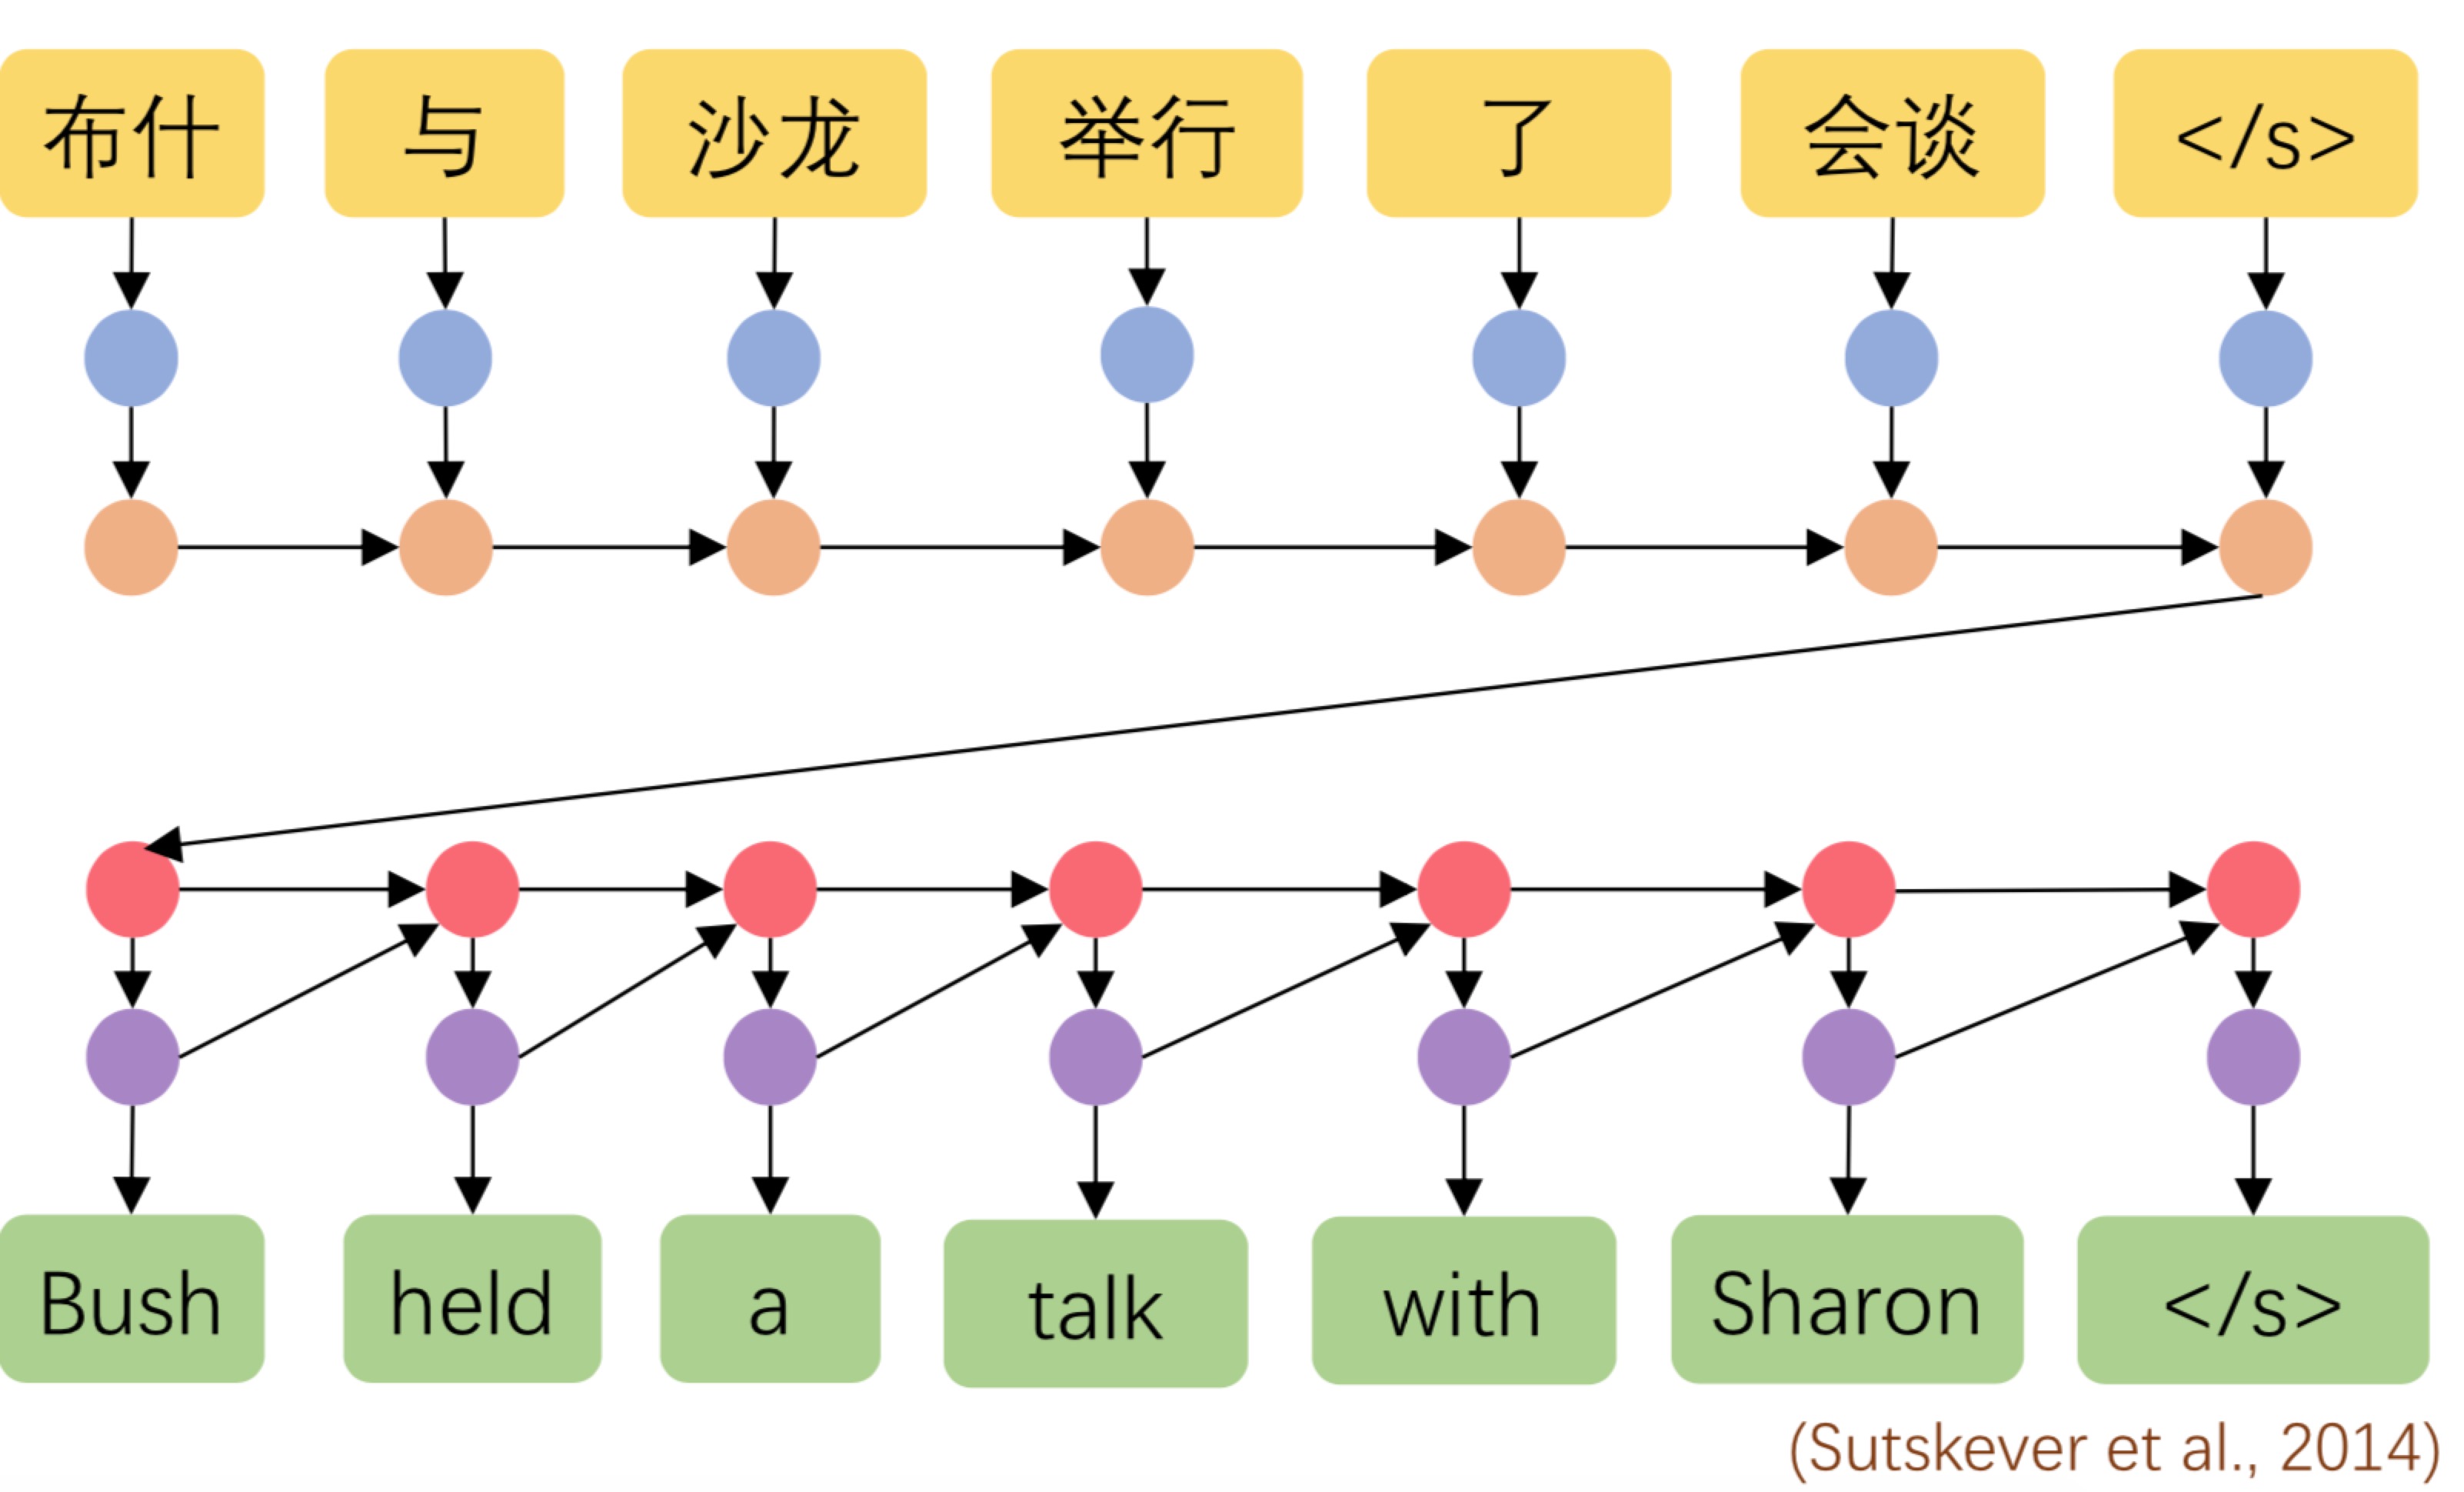 布什 与 沙龙 举行 了 会谈 </s>
Bush held a talk with Sharon </s>
(Sutskever et al., 2014)